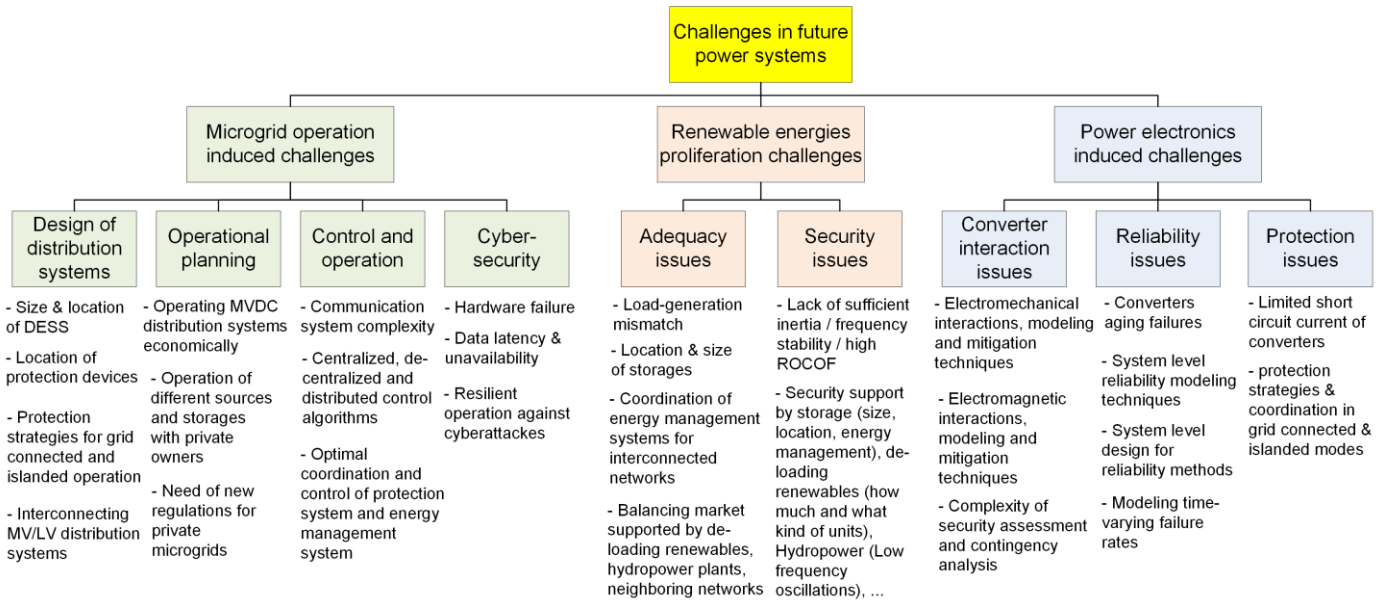 Challenges in future
power systems
Microgrid operation
induced challenges
Renewable energies
proliferation challenges
Power electronics
induced challenges
Design of
distribution
systems
Operational
planning
Control and
operation
Cyber-
security
Adequacy
issues
Security
issues
Converter
interaction
issues
Reliability
issues
Protection
issues
- Size & location
of DESS
- Location of
protection devices
- Protection
strategies for grid
connected and
islanded operation
- Interconnecting
MV/LV distribution
systems
- Operating MVDC
distribution systems
economically
- Operation of
different sources
and storages
with private
owners
- Need of new
regulations for
private
microgrids
- Communication
system complexity
- Centralized, de-
centralized and
distributed control
algorithms
- Optimal
coordination and
control of protection
system and energy
management
system
- Hardware failure
- Data latency &
unavailability
- Resilient
operation against
cyberattackes
- Load-generation
mismatch
- Location & size
of storages
- Coordination of
energy management
systems for
interconnected
networks
- Balancing market
supported by de-
loading renewables,
hydropower plants,
neighboring networks
- Lack of sufficient
inertia / frequency
stability / high
ROCOF
- Security support
by storage (size,
location, energy
management), de-
loading
renewables (how
much and what
kind of units),
Hydropower (Low
frequency
oscillations), ...
- Electromechanical
interactions, modeling
and mitigation
techniques
- Electromagnetic
interactions,
modeling and
mitigation
techniques
- Complexity of
security assessment
and contingency
analysis
- Converters
aging failures
- System level
reliability modeling
techniques
- System level
design for
reliability methods
- Modeling time-
varying failure
rates
- Limited short
circuit current of
converters
- protection
strategies &
coordination in
grid connected &
islanded modes